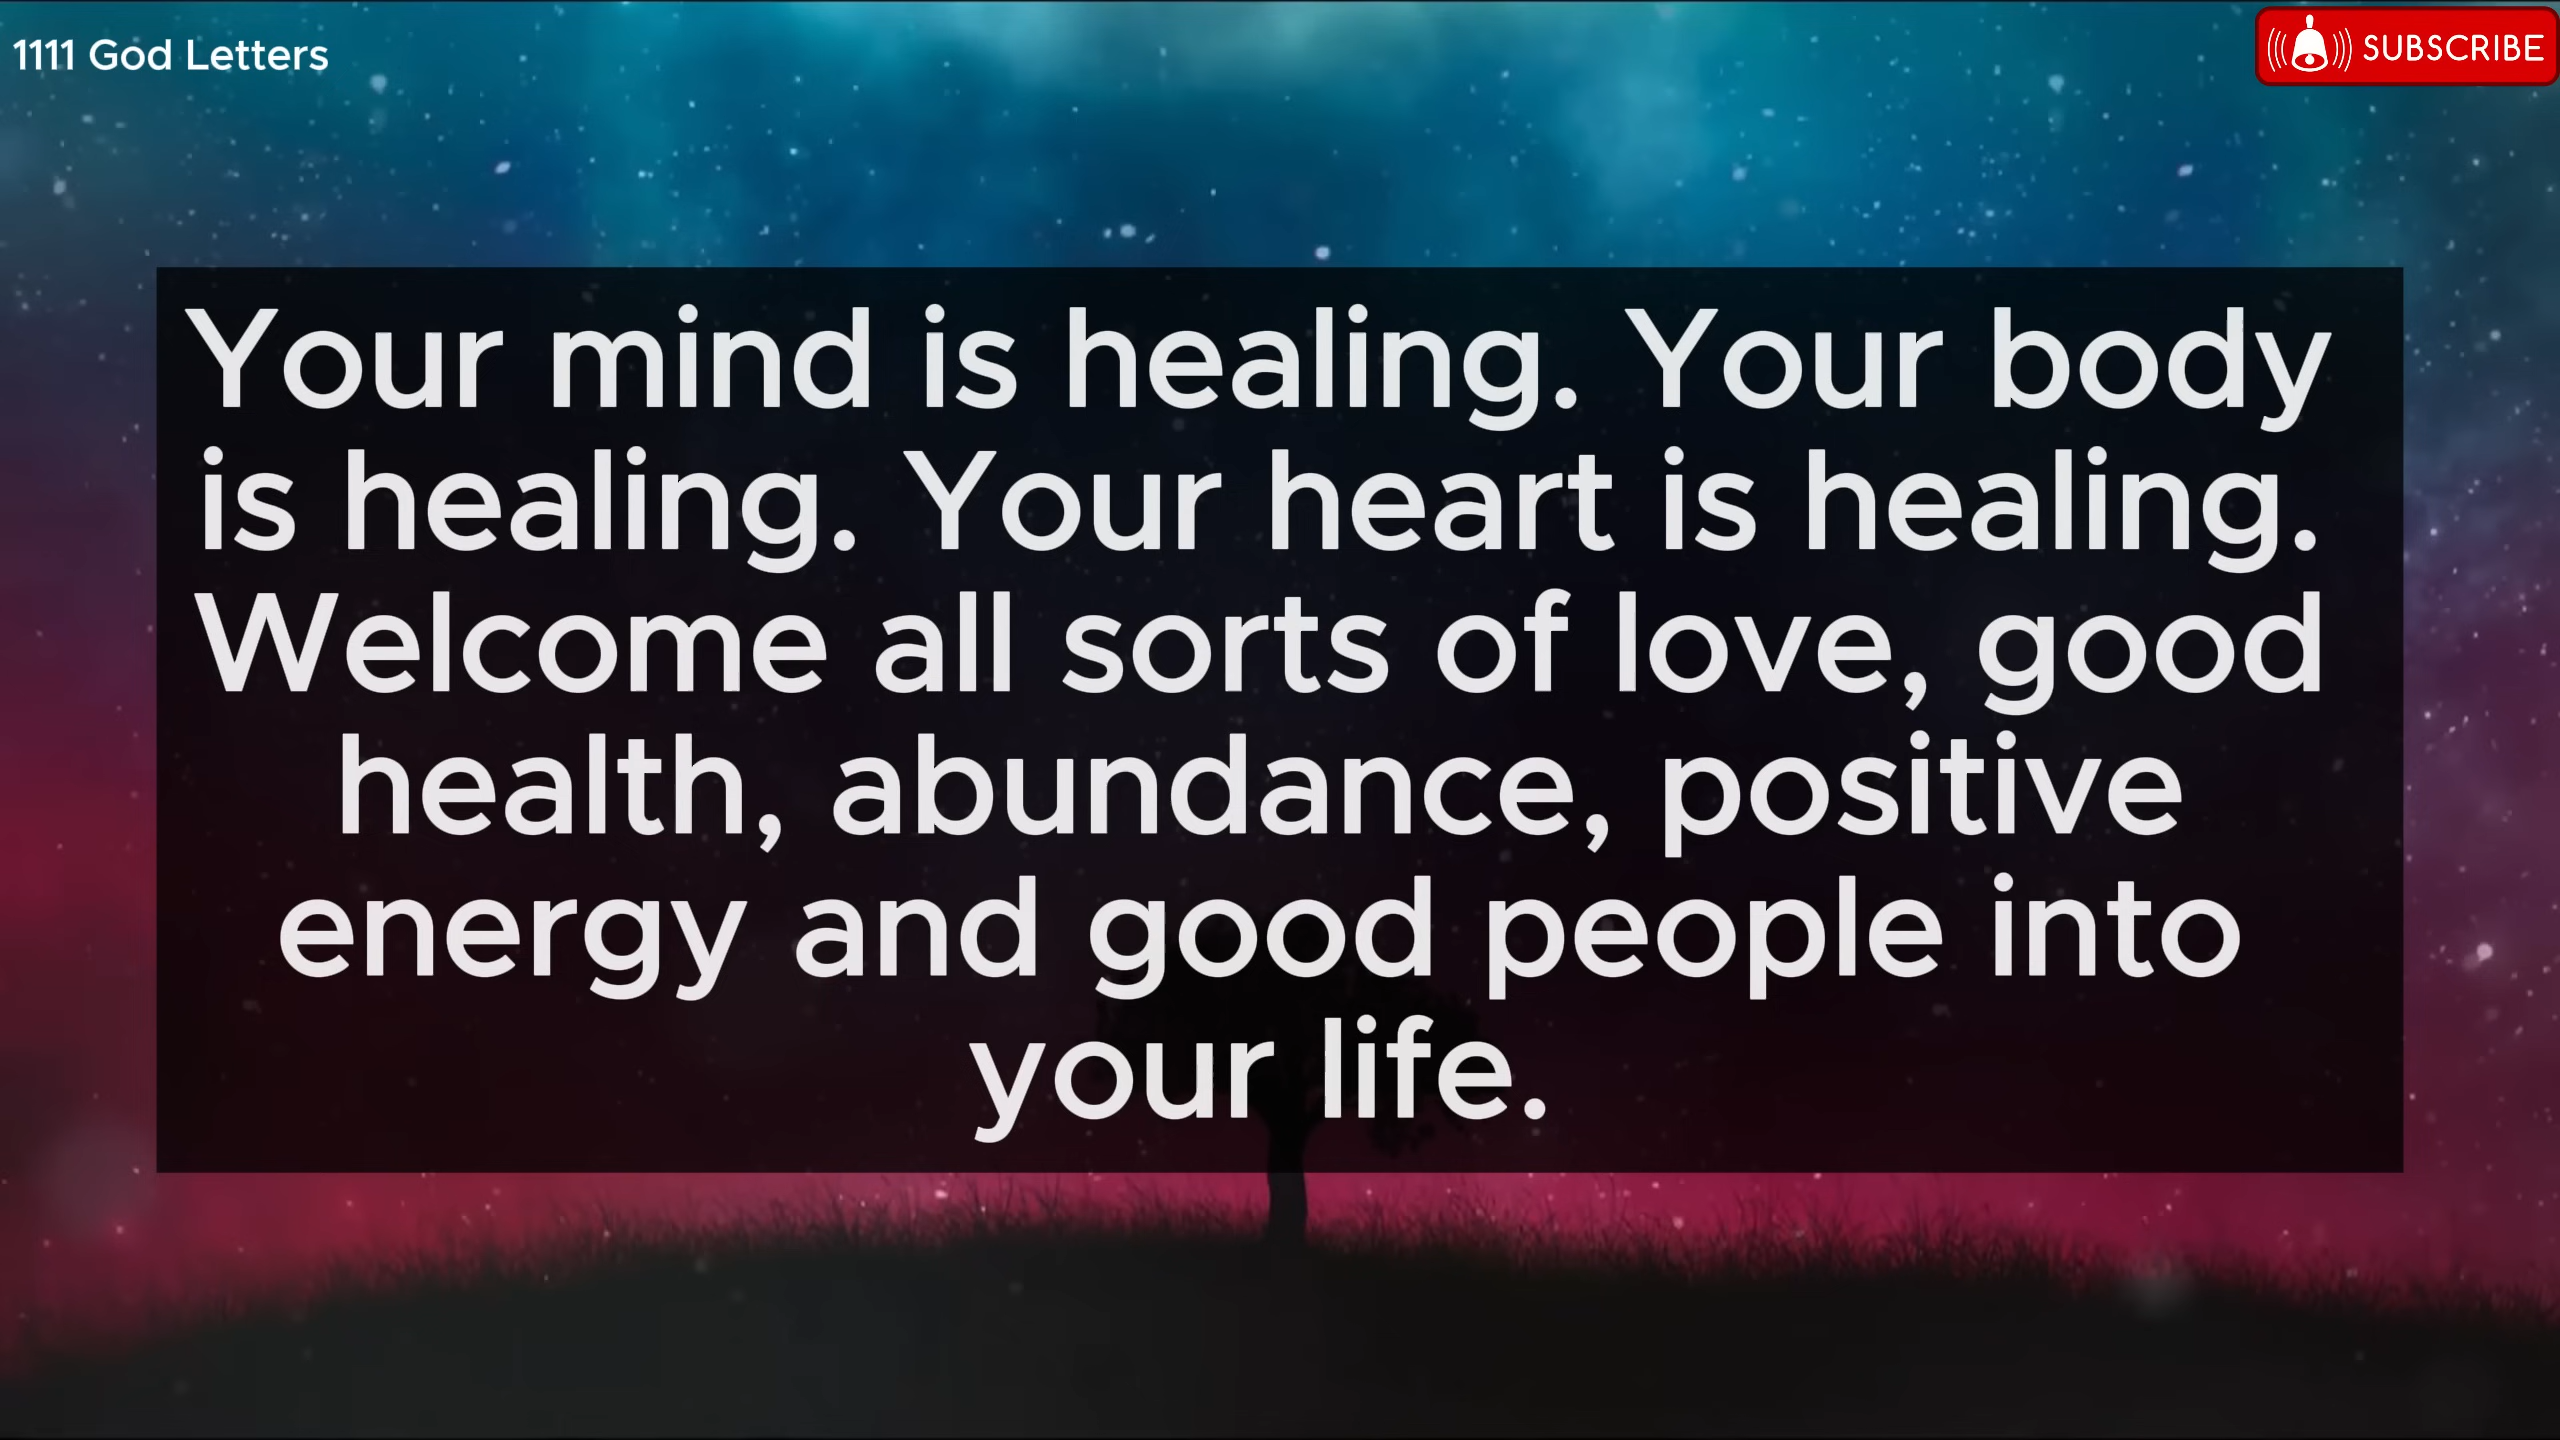 1111 God Letters
SUBSCRIBE
Your mind is healing. Your body
is healing. Your heart is healing.
Welcome all sorts of love, good
health, abundance, positive
energy and good people into
your life.